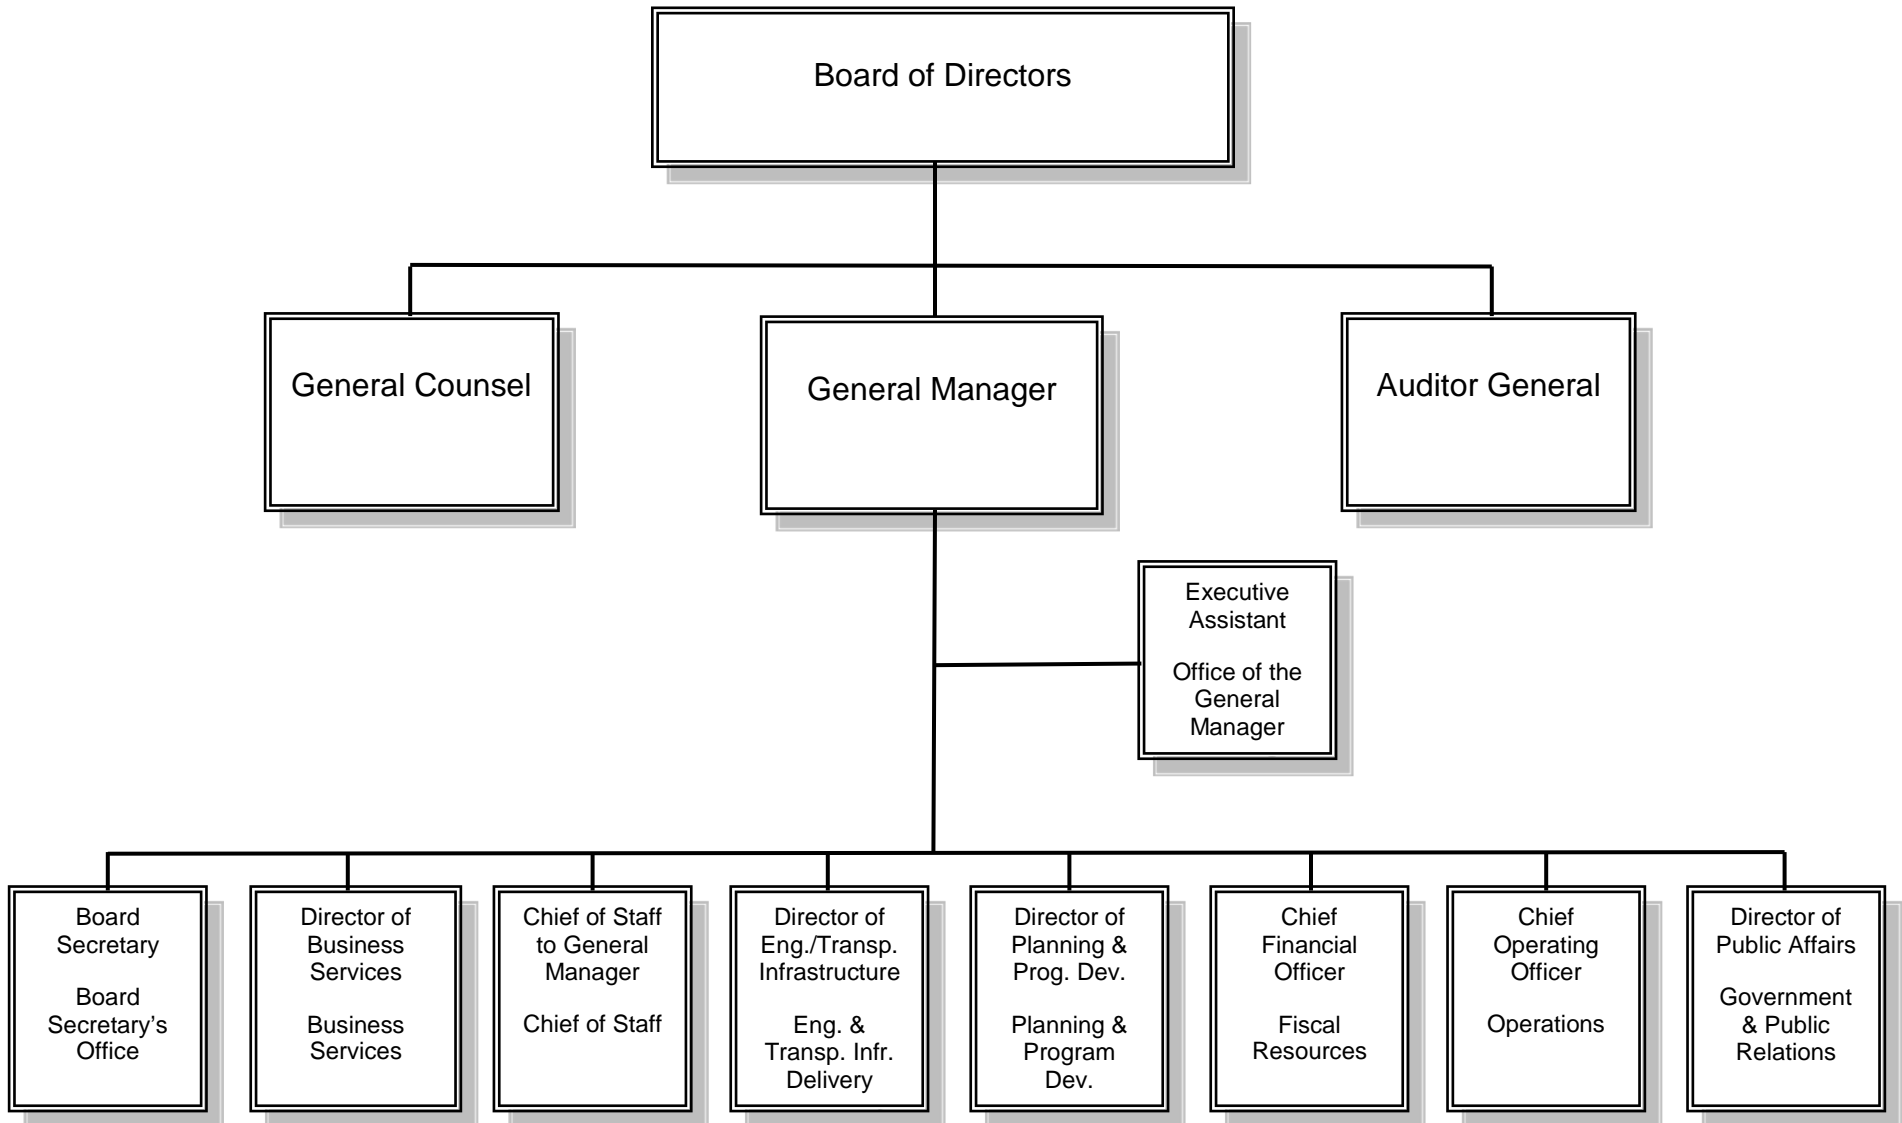 Board of Directors
General Counsel
General Manager
Auditor General
Executive
Assistant
Office of the
General
Manager
Board
Secretary
Board
Secretary’s
Office
Director of
Business
Services
Business
Services
Chief of Staff
to General
Manager
Chief of Staff
Director of
Eng./Transp.
Infrastructure
Eng. &
Transp. Infr.
Delivery
Director of
Planning &
Prog. Dev.
Planning &
Program
Dev.
Chief
Financial
Officer
Fiscal
Resources
Chief
Operating
Officer
Operations
Director of
Public Affairs
Government
& Public
Relations